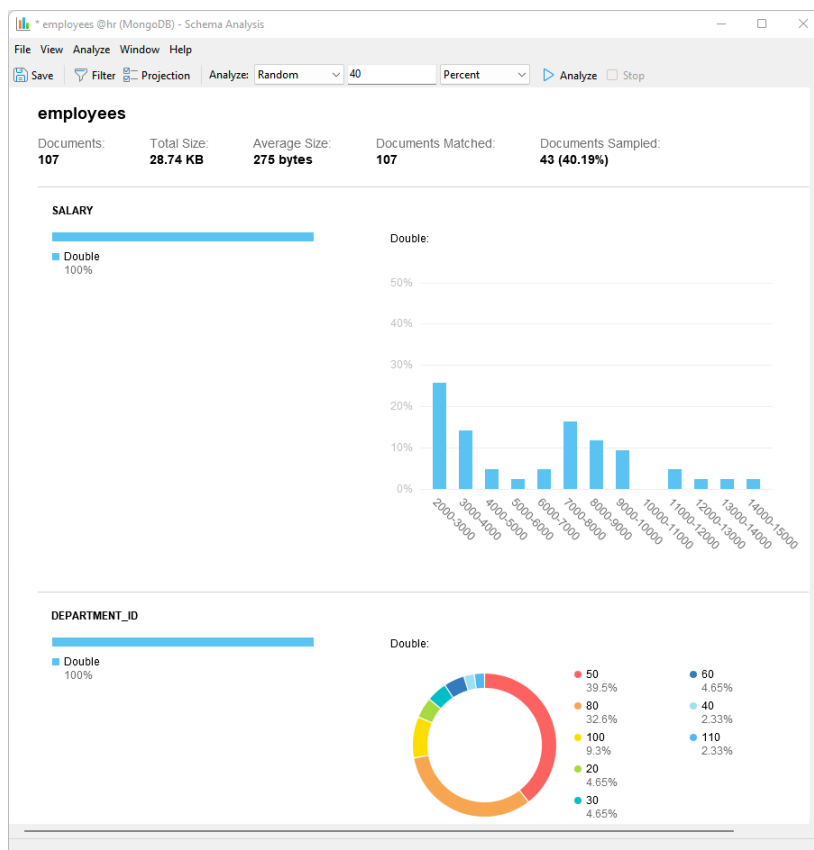 * employees @hr (MongoDB) - Schema Analysis
File View Analyze Window Help
Save Filter Projection Analyze: Random 40 Percent Analyze Stop
employees
Documents: Total Size: Average Size: Documents Matched: Documents Sampled:
107 28.74 KB 275 bytes 107 43 (40.19%)
SALARY
Double
100%
Double:
50%
40%
30%
20%
10%
0%
2000-3000 3000-4000 4000-5000 5000-6000 6000-7000 7000-8000 8000-9000 9000-10000 10000-11000 11000-12000 12000-13000 13000-14000 14000-15000
DEPARTMENT_ID
Double
100%
Double:
50 60
39.5% 4.65%
80 40
32.6% 2.33%
100 110
9.3% 2.33%
20
4.65%
30
4.65%